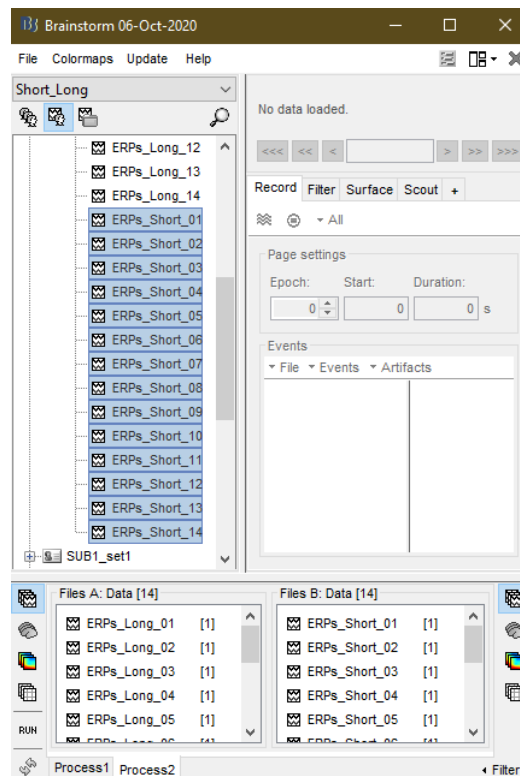 Brainstorm 06-Oct-2020
File Colormaps Update Help
Short_Long
ERPs_Long_12
ERPs_Long_13
ERPs_Long_14
ERPs_Short_01
ERPs_Short_02
ERPs_Short_03
ERPs_Short_04
ERPs_Short_05
ERPs_Short_06
ERPs_Short_07
ERPs_Short_08
ERPs_Short_09
ERPs_Short_10
ERPs_Short_11
ERPs_Short_12
ERPs_Short_13
ERPs_Short_14
SUB1_set1
No data loaded.
<<< << < > >> >>>
Record Filter Surface Scout +
All
Page settings
Epoch: Start: Duration:
0 0 0 s
Events
File Events Artifacts
Files A: Data [14]
ERPs_Long_01 [1]
ERPs_Long_02 [1]
ERPs_Long_03 [1]
ERPs_Long_04 [1]
ERPs_Long_05 [1]
Files B: Data [14]
ERPs_Short_01 [1]
ERPs_Short_02 [1]
ERPs_Short_03 [1]
ERPs_Short_04 [1]
ERPs_Short_05 [1]
RUN
Process1 Process2
Filter